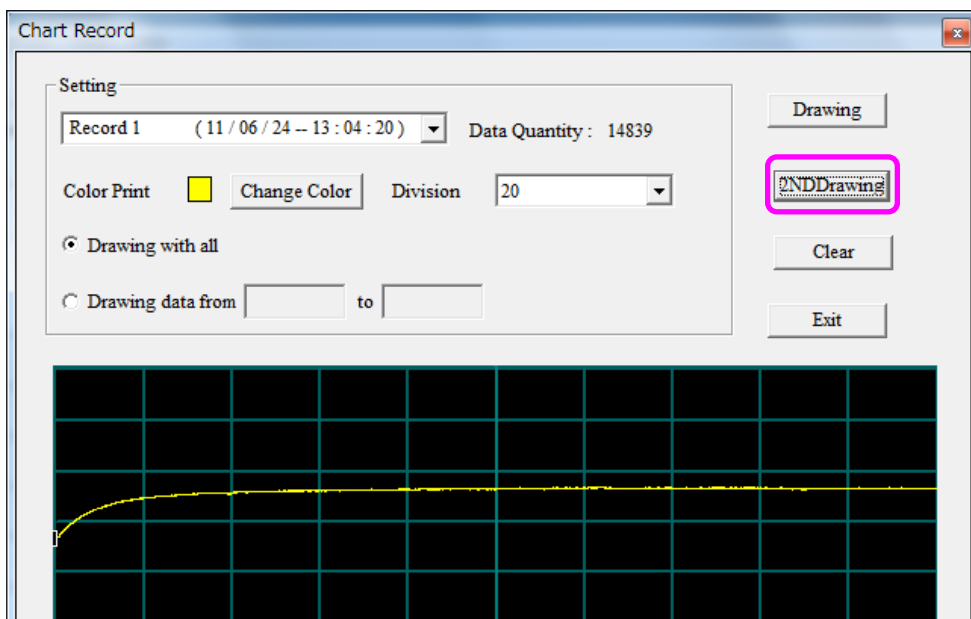 Chart Record
x
Setting
Record 1 ( 11 / 06 / 24 -- 13 : 04 : 20 )
Data Quantity : 14839
Drawing
Color Print
Change Color
Division
20
2NDDrawing
Drawing with all
Clear
Drawing data from
to
Exit